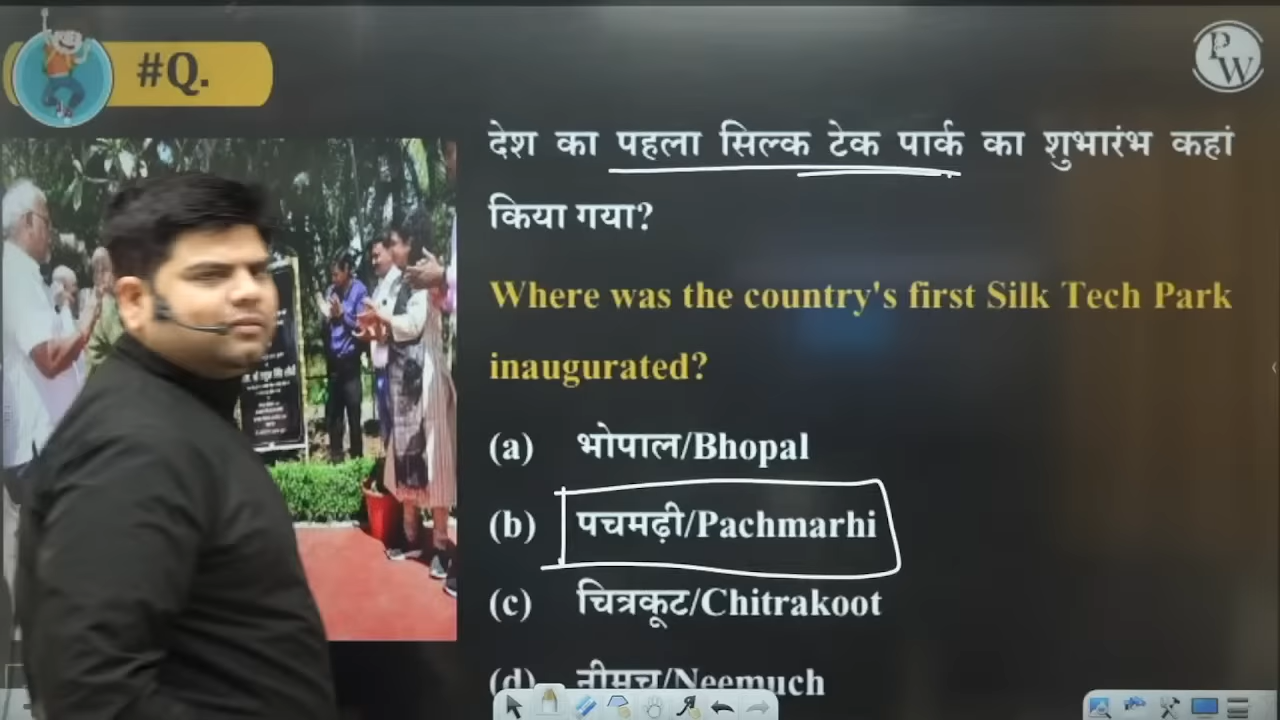 #Q.
PW
देश का पहला सिल्क टेक पार्क का शुभारंभ कहां
किया गया?
Where was the country's first Silk Tech Park
inaugurated?
(a) भोपाल/Bhopal
(b) पचमढ़ी/Pachmarhi
(c) चित्रकूट/Chitrakoot
(d) नीमच/Neemuch